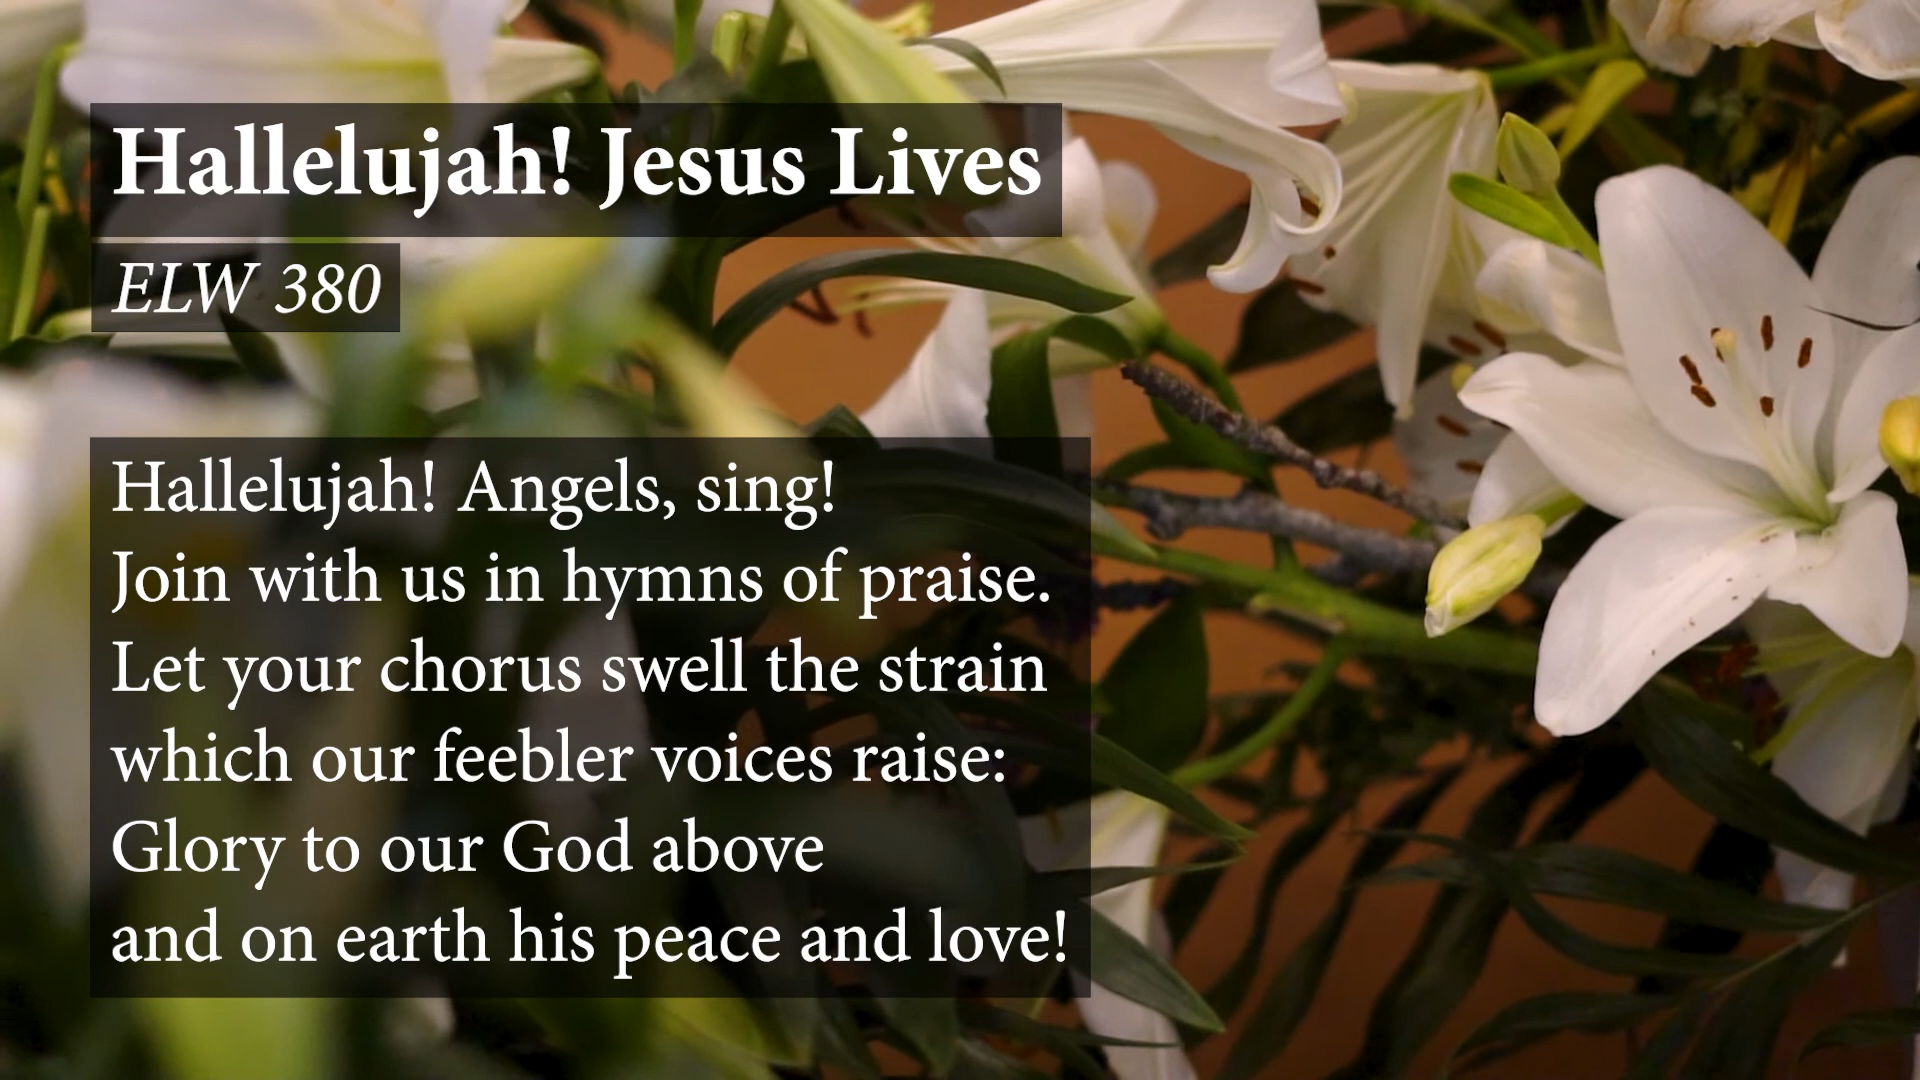 Hallelujah! Jesus Lives
ELW 380
Hallelujah! Angels, sing!
Join with us in hymns of praise.
Let your chorus swell the strain
which our feebler voices raise:
Glory to our God above
and on earth his peace and love!